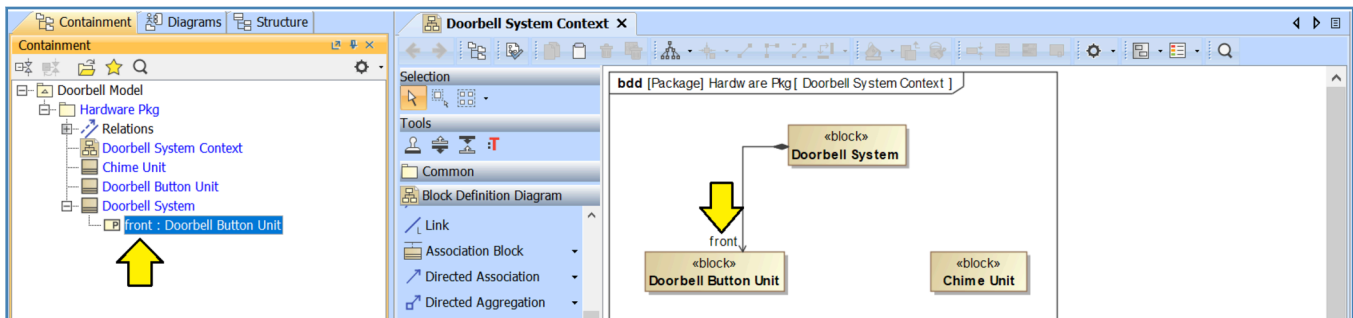 Containment Diagrams Structure
Containment
Doorbell Model
Hardware Pkg
Relations
Doorbell System Context
Chime Unit
Doorbell Button Unit
Doorbell System
P front : Doorbell Button Unit
Doorbell System Context
Selection
Tools
:T
Common
Block Definition Diagram
Link
Association Block
Directed Association
Directed Aggregation
bdd [Package] Hardware Pkg[ Doorbell System Context ]
«block»
Doorbell System
front
«block»
Doorbell Button Unit
«block»
Chime Unit